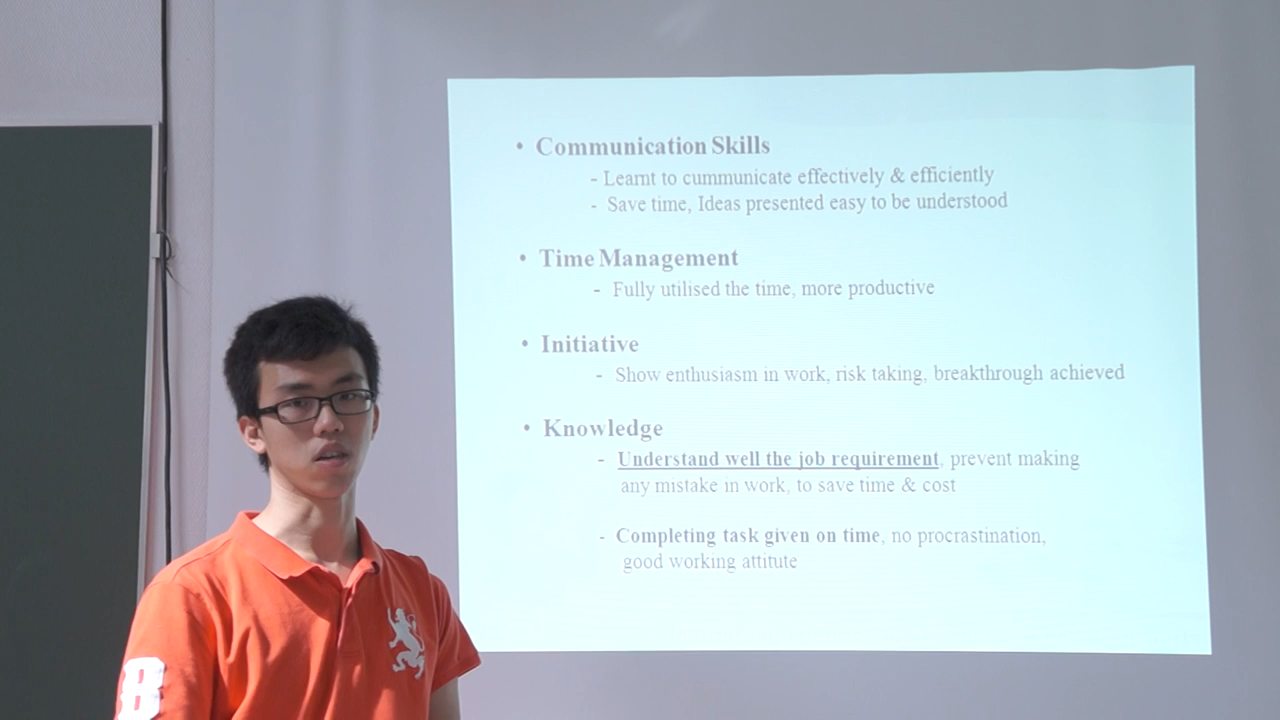 • Communication Skills
- Learnt to cummunicate effectively & efficiently
- Save time, Ideas presented easy to be understood
• Time Management
- Fully utilised the time, more productive
• Initiative
- Show enthusiasm in work, risk taking, breakthrough achieved
• Knowledge
- Understand well the job requirement, prevent making
any mistake in work, to save time & cost
- Completing task given on time, no procrastination,
good working attitute
8